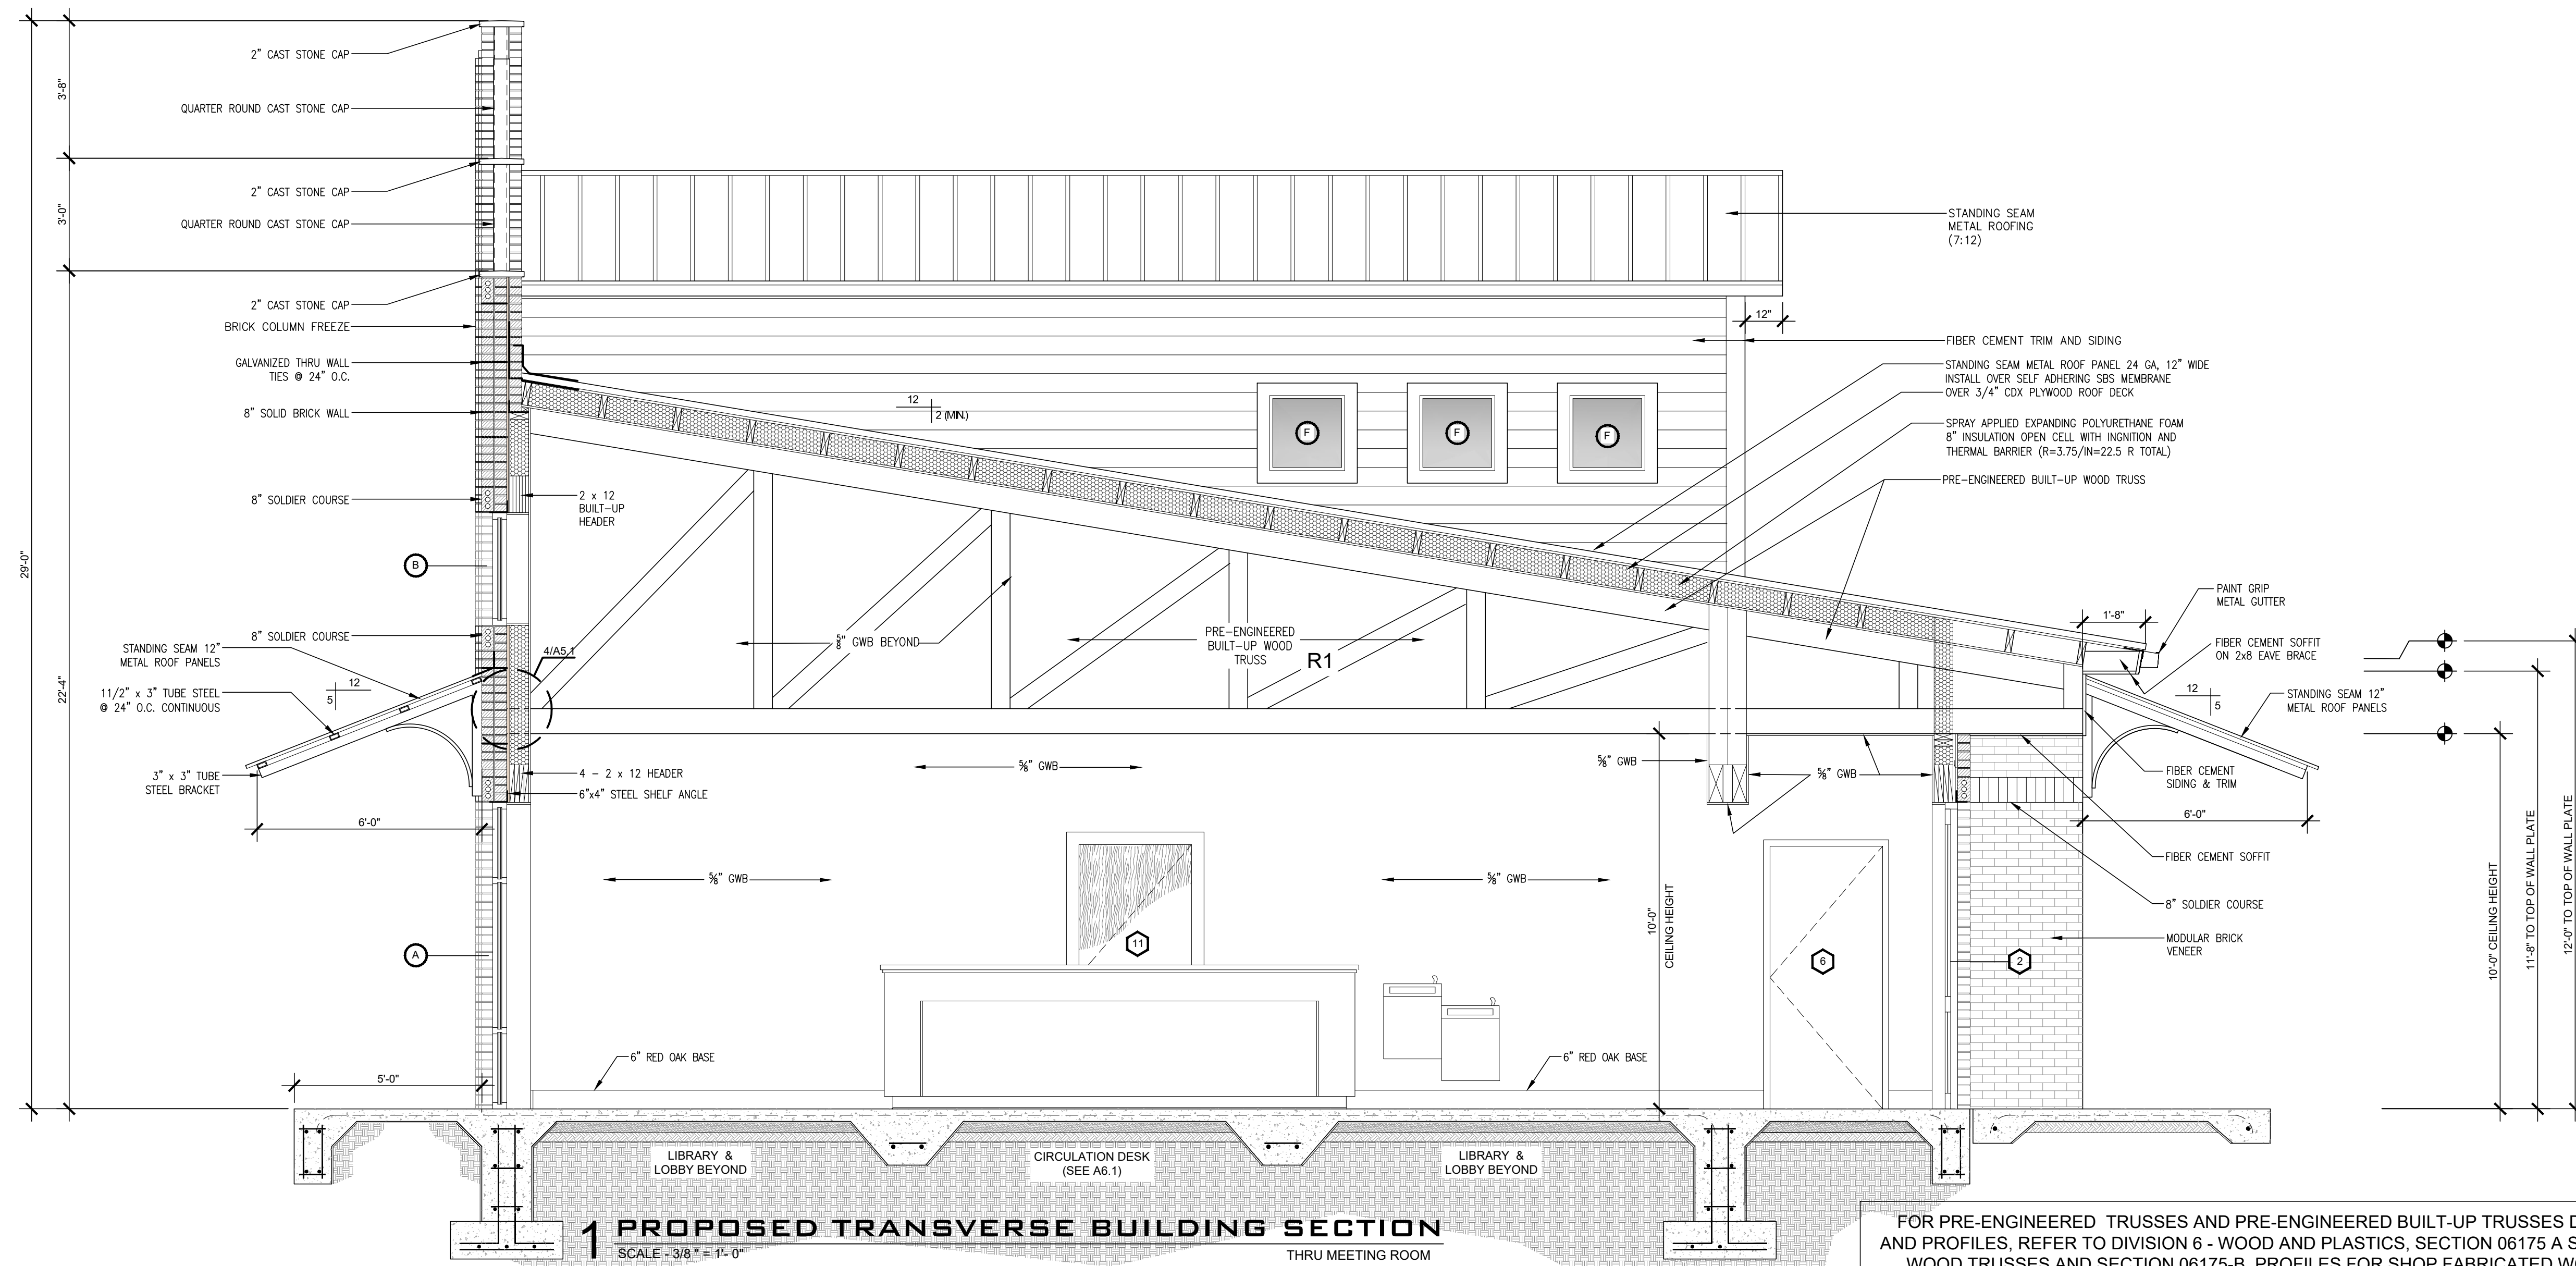 2" CAST STONE CAP
3'-8"
QUARTER ROUND CAST STONE CAP
2" CAST STONE CAP
3'-0"
QUARTER ROUND CAST STONE CAP
2" CAST STONE CAP
BRICK COLUMN FREEZE
GALVANIZED THRU WALL
TIES @ 24" O.C.
8" SOLID BRICK WALL
8" SOLDIER COURSE
29'-0"
B
8" SOLDIER COURSE
STANDING SEAM 12"
METAL ROOF PANELS
22'-4"
11/2" x 3" TUBE STEEL
@ 24" O.C. CONTINUOUS
12
5
3" x 3" TUBE
STEEL BRACKET
6'-0"
A
5'-0"
STANDING SEAM
METAL ROOFING
(7:12)
12"
FIBER CEMENT TRIM AND SIDING
STANDING SEAM METAL ROOF PANEL 24 GA, 12" WIDE
INSTALL OVER SELF ADHERING SBS MEMBRANE
OVER 3/4" CDX PLYWOOD ROOF DECK
SPRAY APPLIED EXPANDING POLYURETHANE FOAM
8" INSULATION OPEN CELL WITH INGNITION AND
THERMAL BARRIER (R=3.75/IN=22.5 R TOTAL)
PRE-ENGINEERED BUILT-UP WOOD TRUSS
12
2 (MIN.)
F
F
F
2 x 12
BUILT-UP
HEADER
4/A5.1
5/8" GWB BEYOND
PRE-ENGINEERED
BUILT-UP WOOD
TRUSS
R1
4 - 2 x 12 HEADER
6"x4" STEEL SHELF ANGLE
5/8" GWB
5/8" GWB
5/8" GWB
5/8" GWB
5/8" GWB
11
6
2
10'-0"
CEILING HEIGHT
6" RED OAK BASE
6" RED OAK BASE
PAINT GRIP
METAL GUTTER
1'-8"
FIBER CEMENT SOFFIT
ON 2x8 EAVE BRACE
12
5
STANDING SEAM 12"
METAL ROOF PANELS
FIBER CEMENT
SIDING & TRIM
6'-0"
FIBER CEMENT SOFFIT
8" SOLDIER COURSE
MODULAR BRICK
VENEER
10'-0" CEILING HEIGHT
11'-8" TO TOP OF WALL PLATE
12'-0" TO TOP OF WALL PLATE
LIBRARY &
LOBBY BEYOND
CIRCULATION DESK
(SEE A6.1)
LIBRARY &
LOBBY BEYOND
1 PROPOSED TRANSVERSE BUILDING SECTION
SCALE - 3/8 " = 1'- 0"
THRU MEETING ROOM
FOR PRE-ENGINEERED TRUSSES AND PRE-ENGINEERED BUILT-UP TRUSSES
AND PROFILES, REFER TO DIVISION 6 - WOOD AND PLASTICS, SECTION 06175 A
WOOD TRUSSES AND SECTION 06175-B, PROFILES FOR SHOP FABRICATED